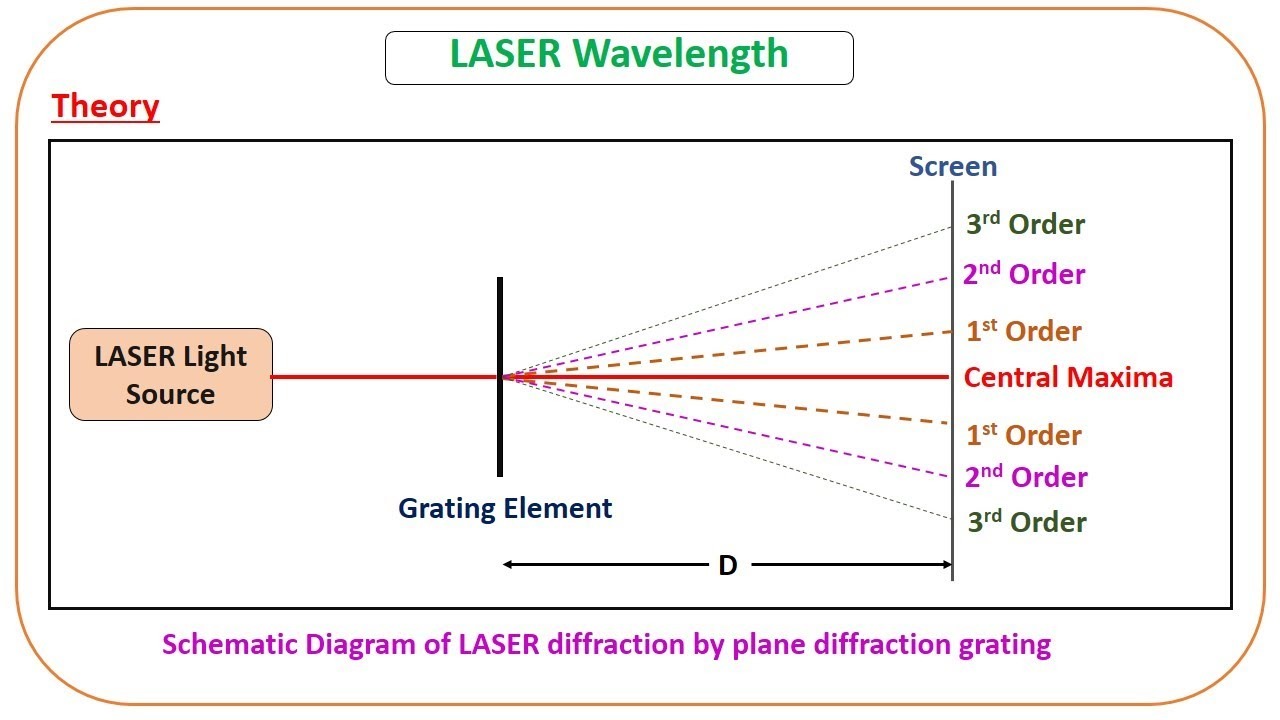 LASER Wavelength
Theory
Screen
3rd Order
2nd Order
1st Order
LASER Light
Source
Central Maxima
1st Order
2nd Order
Grating Element
3rd Order
D
Schematic Diagram of LASER diffraction by plane diffraction grating